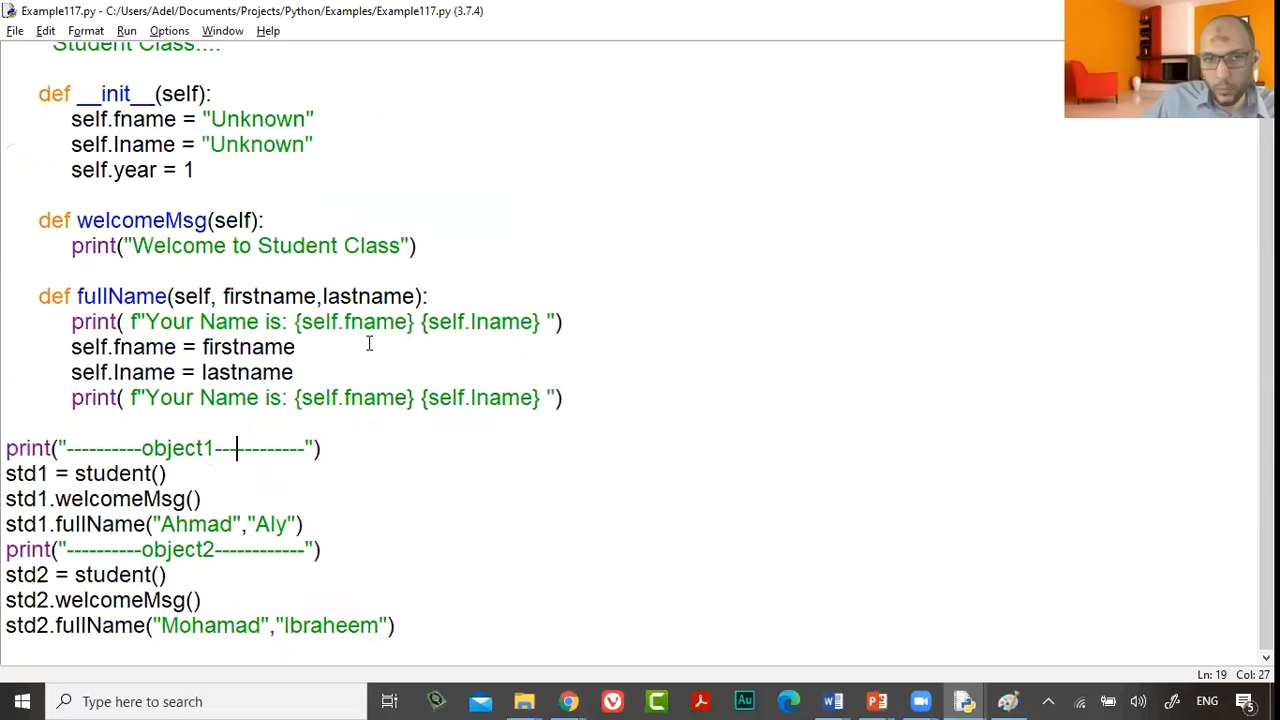 Example117.py - C:/Users/Adel/Documents/Projects/Python/Examples/Example117.py (3.7.4)
File Edit Format Run Options Window Help
Student Class....
def __init__(self):
self.fname = "Unknown"
self.lname = "Unknown"
self.year = 1
def welcomeMsg(self):
print("Welcome to Student Class")
def fullName(self, firstname,lastname):
print( f"Your Name is: {self.fname} {self.lname} ")
self.fname = firstname
self.lname = lastname
print( f"Your Name is: {self.fname} {self.lname} ")
print("----------object1------------")
std1 = student()
std1.welcomeMsg()
std1.fullName("Ahmad","Aly")
print("----------object2------------")
std2 = student()
std2.welcomeMsg()
std2.fullName("Mohamad","Ibraheem")
Ln: 19 Col: 27
Type here to search
ENG
5